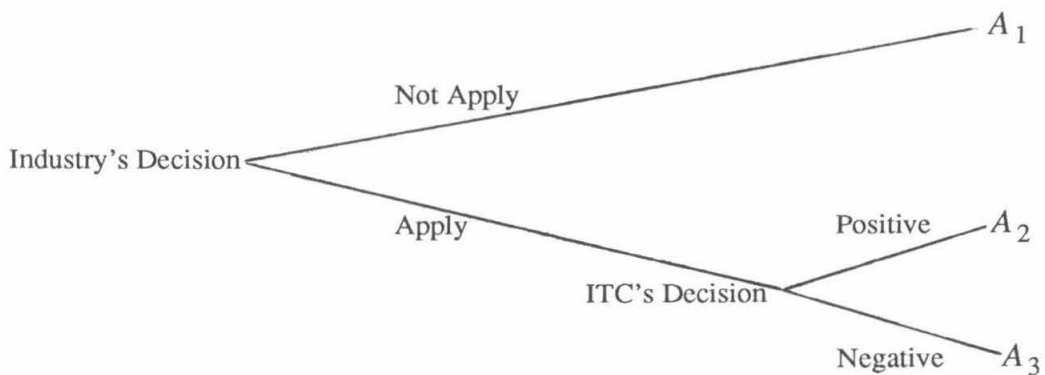 A₁
Not Apply
Industry's Decision
Apply
Positive
A₂
ITC's Decision
Negative
A₃